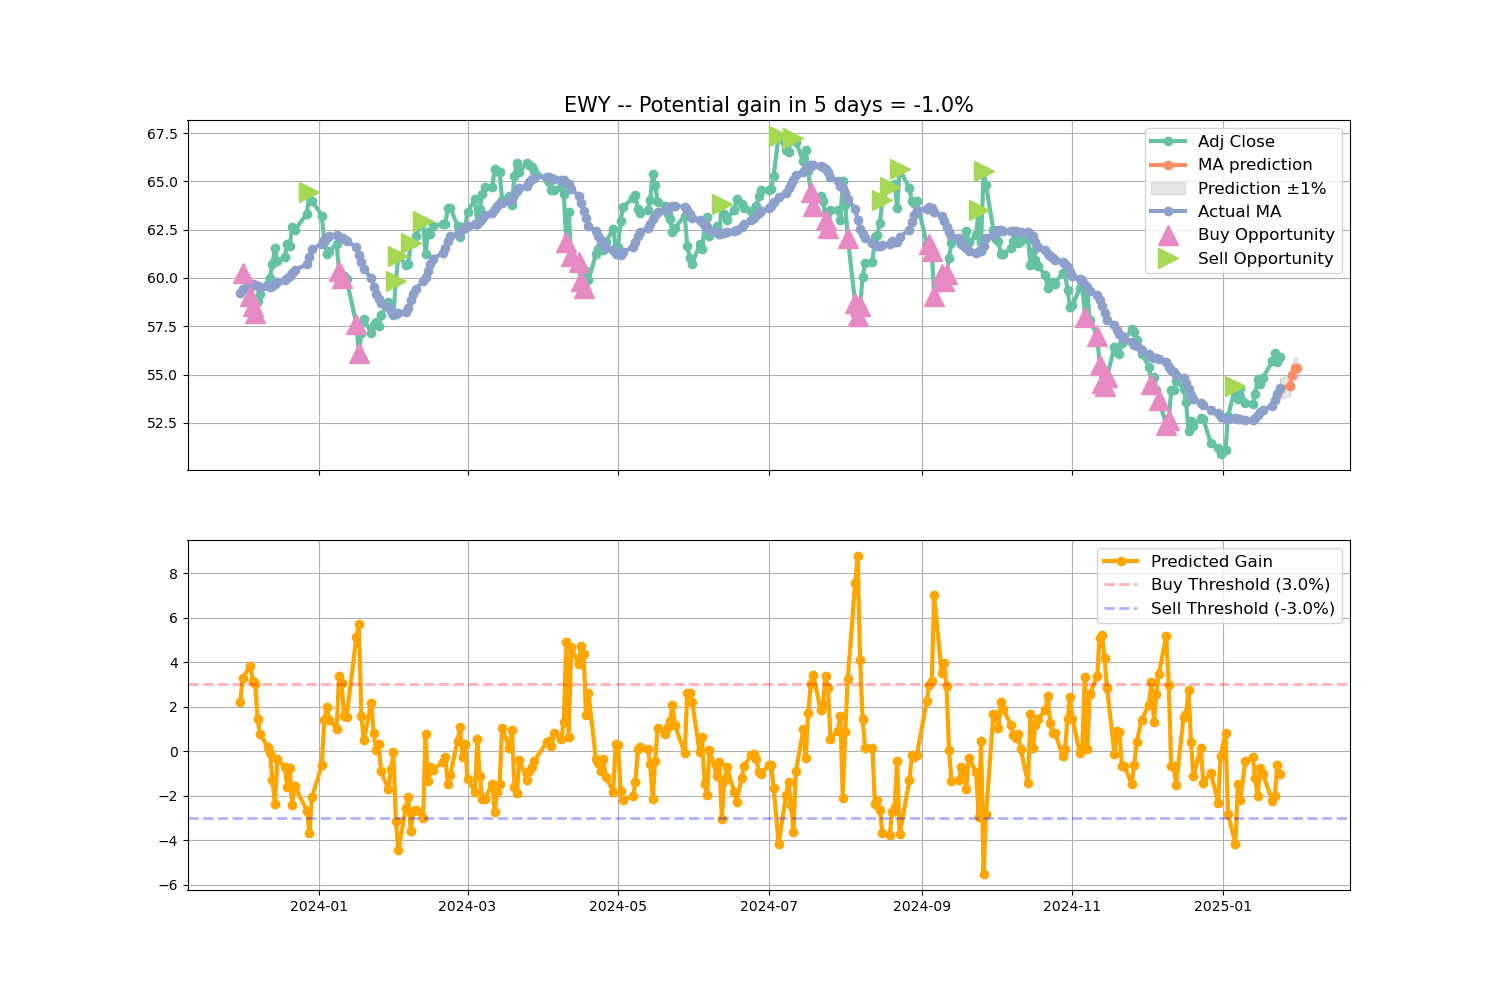 EWY -- Potential gain in 5 days = -1.0%
67.5
65.0
62.5
60.0
57.5
55.0
52.5
Adj Close
MA prediction
Prediction ±1%
Actual MA
Buy Opportunity
Sell Opportunity
8
6
4
2
0
−2
−4
−6
Predicted Gain
Buy Threshold (3.0%)
Sell Threshold (-3.0%)
2024-01 2024-03 2024-05 2024-07 2024-09 2024-11 2025-01